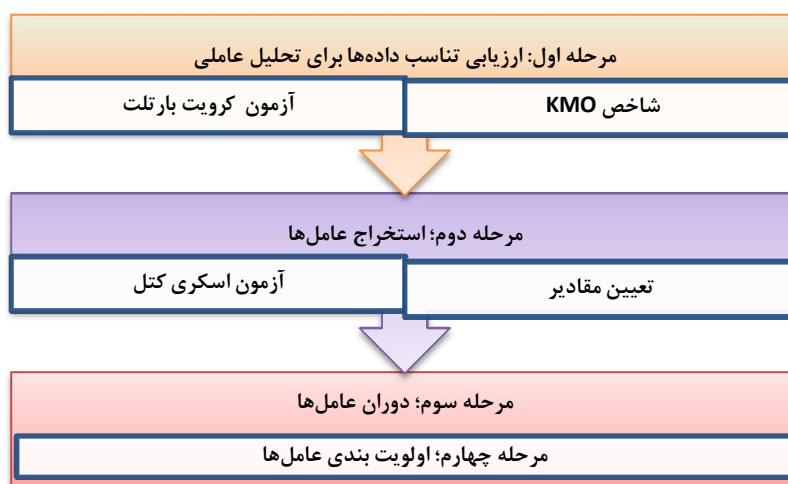 مرحله اول: ارزیابی تناسب داده‌ها برای تحلیل عاملی
شاخص KMO
آزمون کرویت بارتلت
مرحله دوم؛ استخراج عامل‌ها
تعیین مقادیر
آزمون اسکری کتل
مرحله سوم؛ دوران عامل‌ها
مرحله چهارم؛ اولویت بندی عامل‌ها